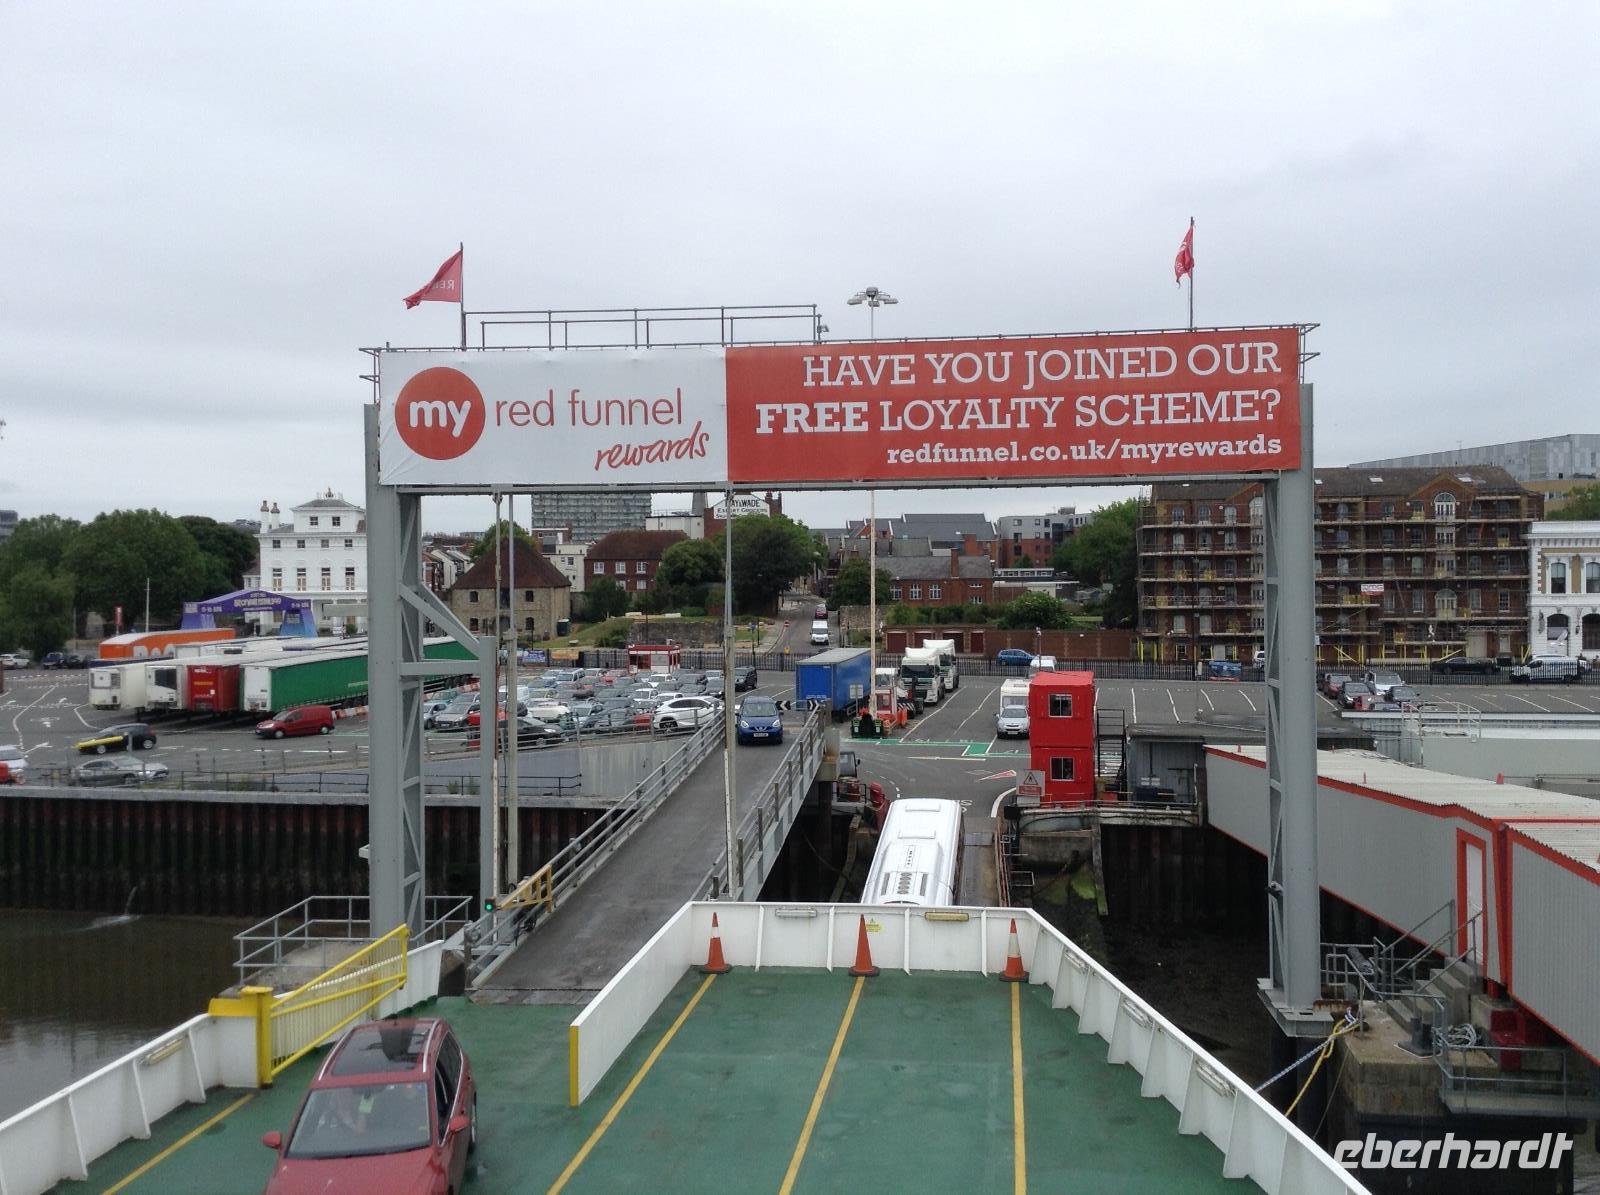 my red funnel
rewards
HAVE YOU JOINED OUR
FREE LOYALTY SCHEME?
redfunnel.co.uk/myrewards
eberhardt